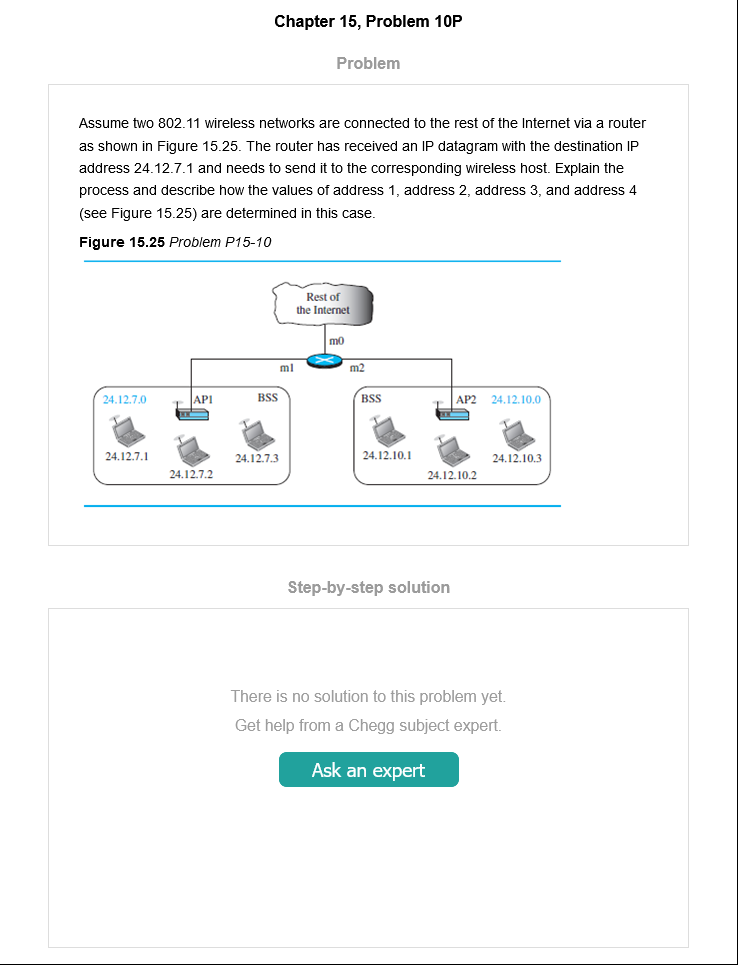 Chapter 15, Problem 10P
Problem
Assume two 802.11 wireless networks are connected to the rest of the Internet via a router
as shown in Figure 15.25. The router has received an IP datagram with the destination IP
address 24.12.7.1 and needs to send it to the corresponding wireless host. Explain the
process and describe how the values of address 1, address 2, address 3, and address 4
(see Figure 15.25) are determined in this case.
Figure 15.25 Problem P15-10
Rest of
the Internet
m0
m1 m2
24.12.7.0 AP1 BSS
BSS AP2 24.12.10.0
24.12.7.1 24.12.7.3
24.12.7.2
24.12.10.1 24.12.10.3
24.12.10.2
Step-by-step solution
There is no solution to this problem yet.
Get help from a Chegg subject expert.
Ask an expert